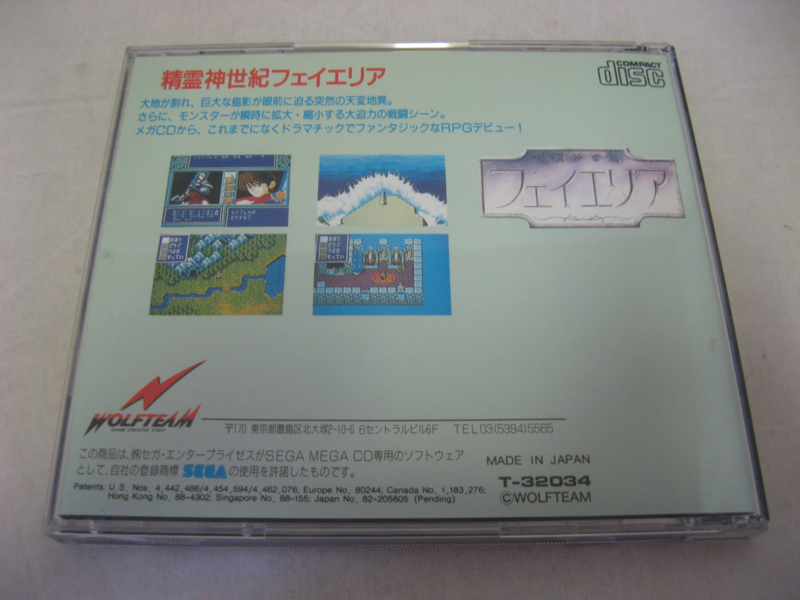 精霊神世紀フェイエリア
COMPACT
disc
大地が割れ、巨大な島影が眼前に迫る突然の天変地異。
さらに、モンスターが瞬時に拡大・縮小する大迫力の戦闘シーン。
メガCDから、これまでになくドラマチックでファンタジックなRPGデビュー!
精霊神世紀
フェイエリア
WOLFTEAM
GAME CREATIVE STAFF
〒170 東京都豊島区北大塚2-10-6 6セントラルビル6F TEL03(5394)5565
この商品は、㈱セガ・エンタープライゼスがSEGA MEGA CD専用のソフトウェア
として、自社の登録商標 SEGA の使用を許諾したものです。
MADE IN JAPAN
T-32034
©WOLFTEAM
Patents: U.S. Nos. 4,442,486/4,454,594/4,462,076; Europe No. 80244; Canada No. 1,183,276;
Hong Kong No. 88-4302; Singapore No. 88-155; Japan No. 82-205605 (Pending)